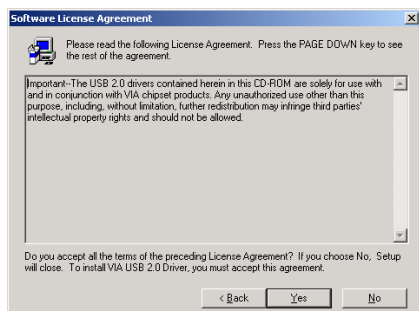 Software License Agreement
Please read the following License Agreement. Press the PAGE DOWN key to see
the rest of the agreement.
Important--The USB 2.0 drivers contained herein in this CD-ROM are solely for use with
and in conjunction with VIA chipset products. Any unauthorized use other than this
purpose, including, without limitation, further redistribution may infringe third parties'
intellectual property rights and should not be allowed.
Do you accept all the terms of the preceding License Agreement? If you choose No, Setup
will close. To install VIA USB 2.0 Driver, you must accept this agreement.
< Back Yes No